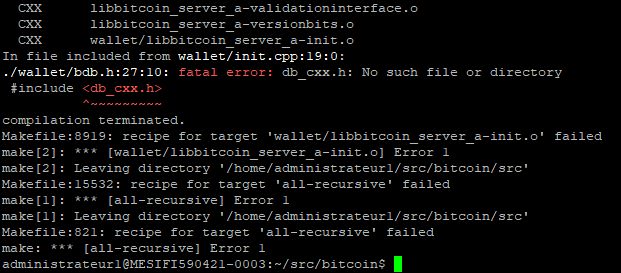 CXX libbitcoin_server_a-validationinterface.o
CXX libbitcoin_server_a-versionbits.o
CXX wallet/libbitcoin_server_a-init.o
In file included from wallet/init.cpp:19:0:
./wallet/bdb.h:27:10: fatal error: db_cxx.h: No such file or directory
#include <db_cxx.h>
^~~~~~~~~~
compilation terminated.
Makefile:8919: recipe for target 'wallet/libbitcoin_server_a-init.o' failed
make[2]: *** [wallet/libbitcoin_server_a-init.o] Error 1
make[2]: Leaving directory '/home/administrateur1/src/bitcoin/src'
Makefile:15532: recipe for target 'all-recursive' failed
make[1]: *** [all-recursive] Error 1
make[1]: Leaving directory '/home/administrateur1/src/bitcoin/src'
Makefile:821: recipe for target 'all-recursive' failed
make: *** [all-recursive] Error 1
administrateur1@MESIFI590421-0003:~/src/bitcoin$